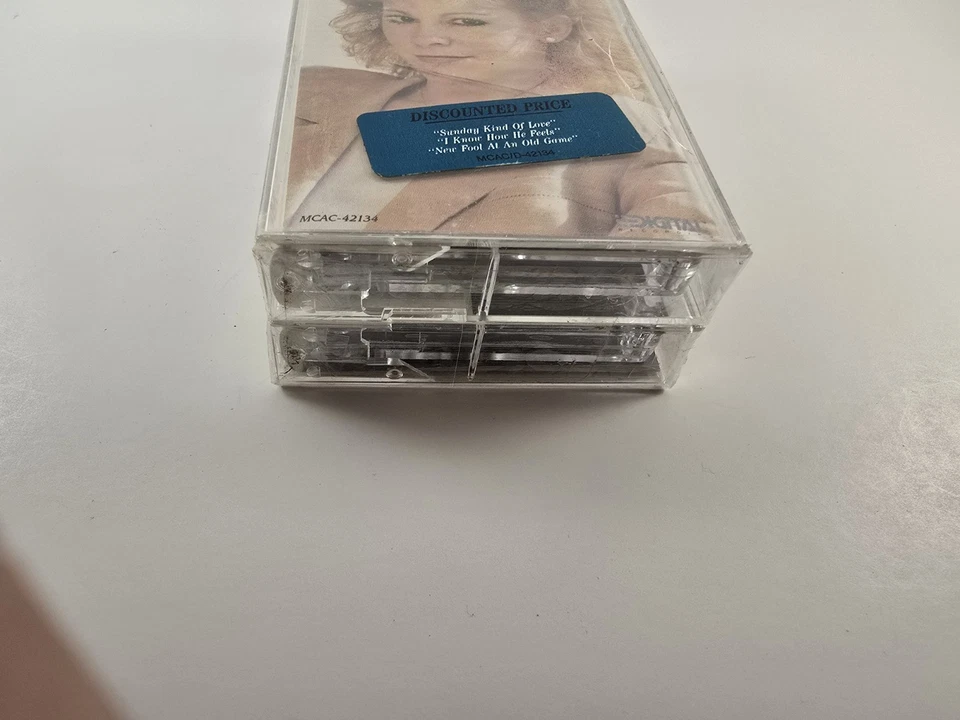 DISCOUNTED PRICE
"Sunday Kind Of Love"
"I Know How He Feels"
"New Fool At An Old Game"
MCAC/D-42134
MCAC-42134